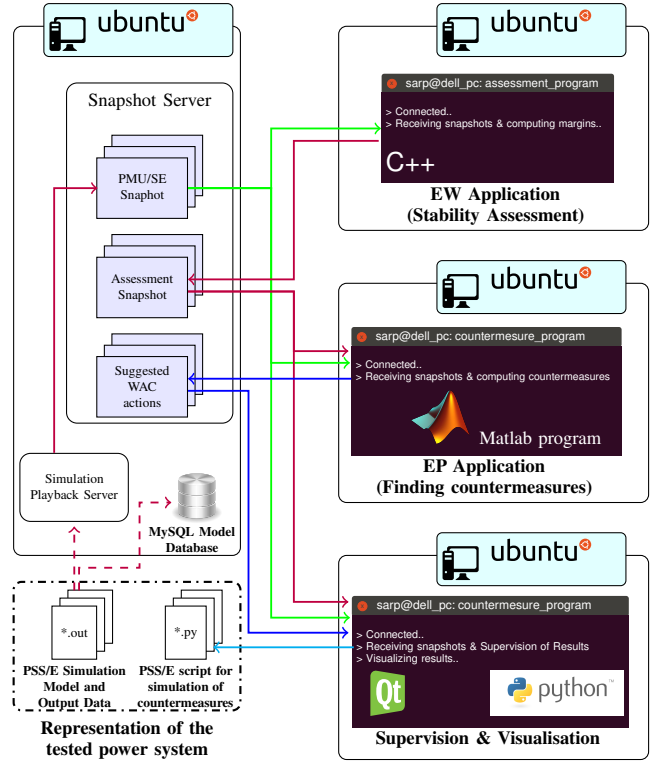 ubuntu
Snapshot Server
PMU/SE
Snaphot
Assessment
Snapshot
Suggested
WAC
actions
Simulation
Playback Server
MySQL Model
Database
*.out
*.py
PSS/E Simulation
Model and
Output Data
PSS/E script for
simulation of
countermeasures
Representation of the
tested power system
ubuntu
sarp@dell_pc: assessment_program
> Connected..
> Receiving snapshots & computing margins..
C++
EW Application
(Stability Assessment)
ubuntu
sarp@dell_pc: countermesure_program
> Connected..
> Receiving snapshots & computing countermeasures
Matlab program
EP Application
(Finding countermeasures)
ubuntu
sarp@dell_pc: countermesure_program
> Connected..
> Receiving snapshots & Supervision of Results
> Visualizing results..
Qt
python™
Supervision & Visualisation